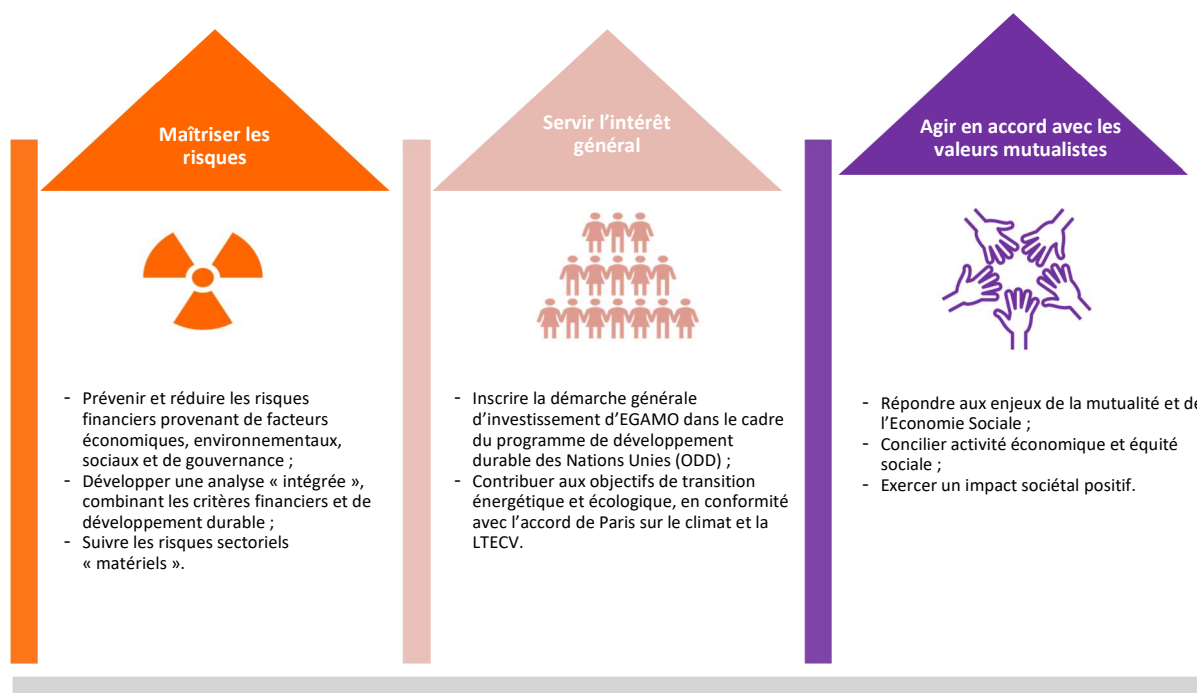 Maîtriser les
risques
- Prévenir et réduire les risques
financiers provenant de facteurs
économiques, environnementaux,
sociaux et de gouvernance ;
- Développer une analyse « intégrée »,
combinant les critères financiers et de
développement durable ;
- Suivre les risques sectoriels
« matériels ».
Servir l’intérêt
général
- Inscrire la démarche générale
d’investissement d’EGAMO dans le cadre
du programme de développement
durable des Nations Unies (ODD) ;
- Contribuer aux objectifs de transition
énergétique et écologique, en conformité
avec l’accord de Paris sur le climat et la
LTECV.
Agir en accord avec les
valeurs mutualistes
- Répondre aux enjeux de la mutualité et de
l’Economie Sociale ;
- Concilier activité économique et équité
sociale ;
- Exercer un impact sociétal positif.